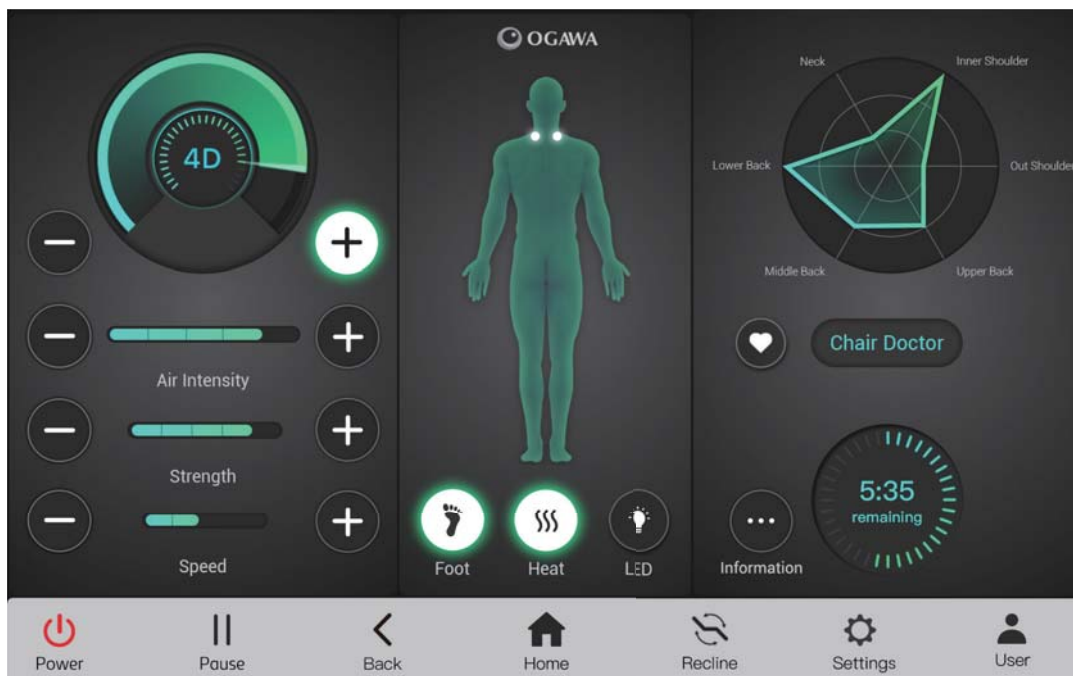 OGAWA
4D
Air Intensity
Strength
Speed
Foot
Heat
LED
Neck
Inner Shoulder
Lower Back
Out Shoulder
Middle Back
Upper Back
Chair Doctor
5:35
remaining
Information
Power
Pause
Back
Home
Recline
Settings
User